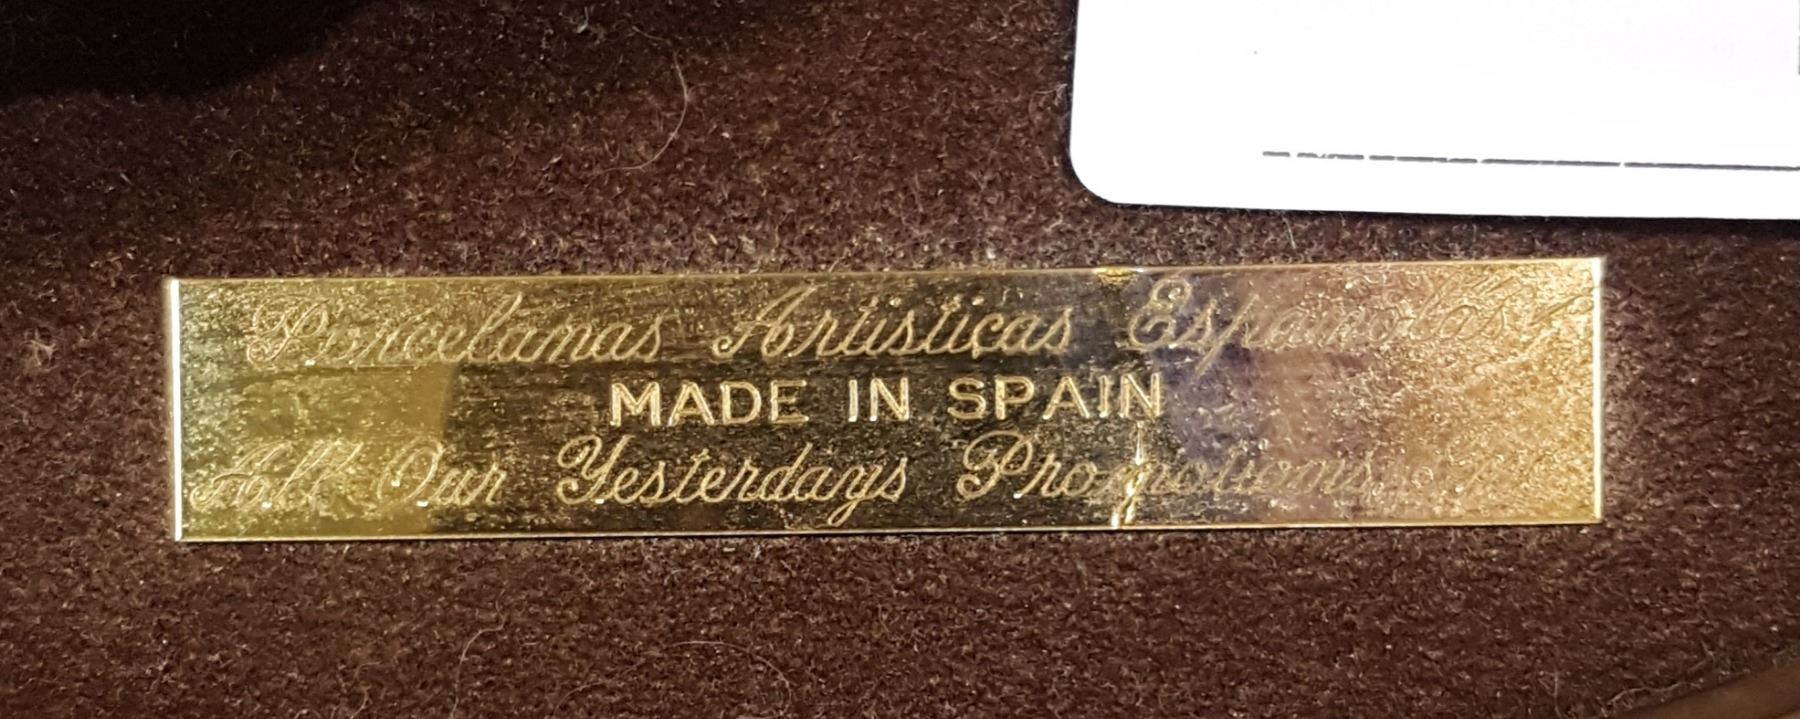 Porcelanas Artisticas Españolas
MADE IN SPAIN
All Our Yesterdays Promotions